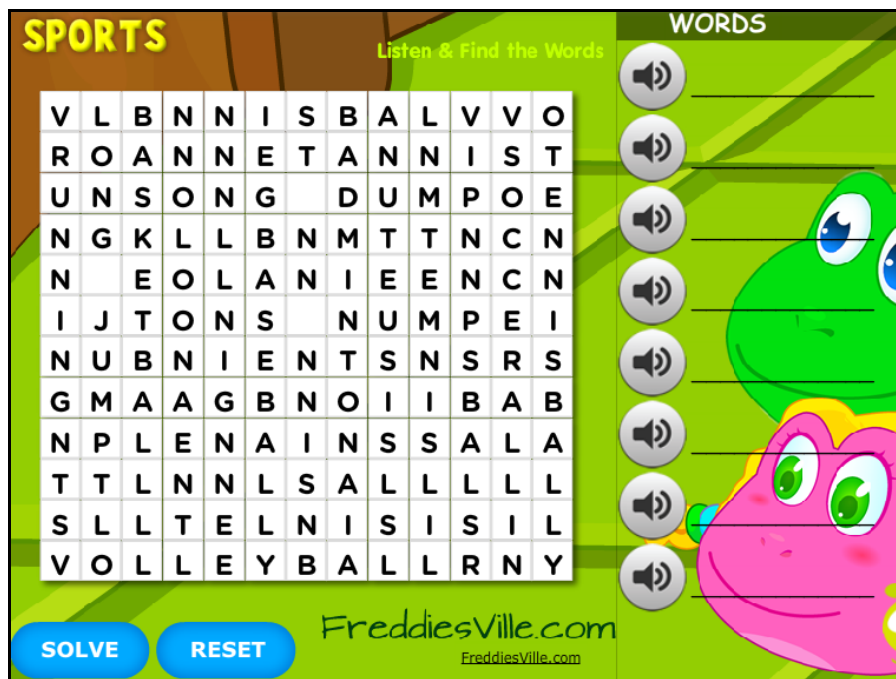 SPORTS
Listen & Find the Words
WORDS
V L B N N I S B A L V V O
R O A N N E T A N N I S T
U N S O N G   D U M P O E
N G K L L B N M T T N C N
N   E O L A N I E E N C N
I J T O N S   N U M P E I
N U B N I E N T S N S R S
G M A A G B N O I I B A B
N P L E N A I N S S A L A
T T L N N L S A L L L L L
S L L T E L N I S I S I L
V O L L E Y B A L L R N Y
SOLVE
RESET
FreddiesVille.com
FreddiesVille.com